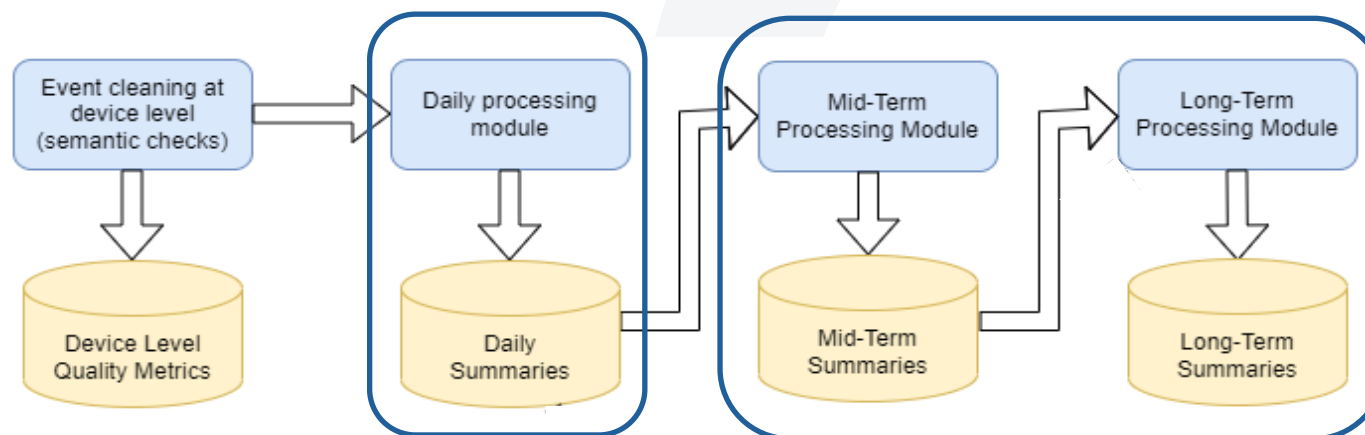 Event cleaning at
device level
(semantic checks)
Daily processing
module
Mid-Term
Processing Module
Long-Term
Processing Module
Device Level
Quality Metrics
Daily
Summaries
Mid-Term
Summaries
Long-Term
Summaries